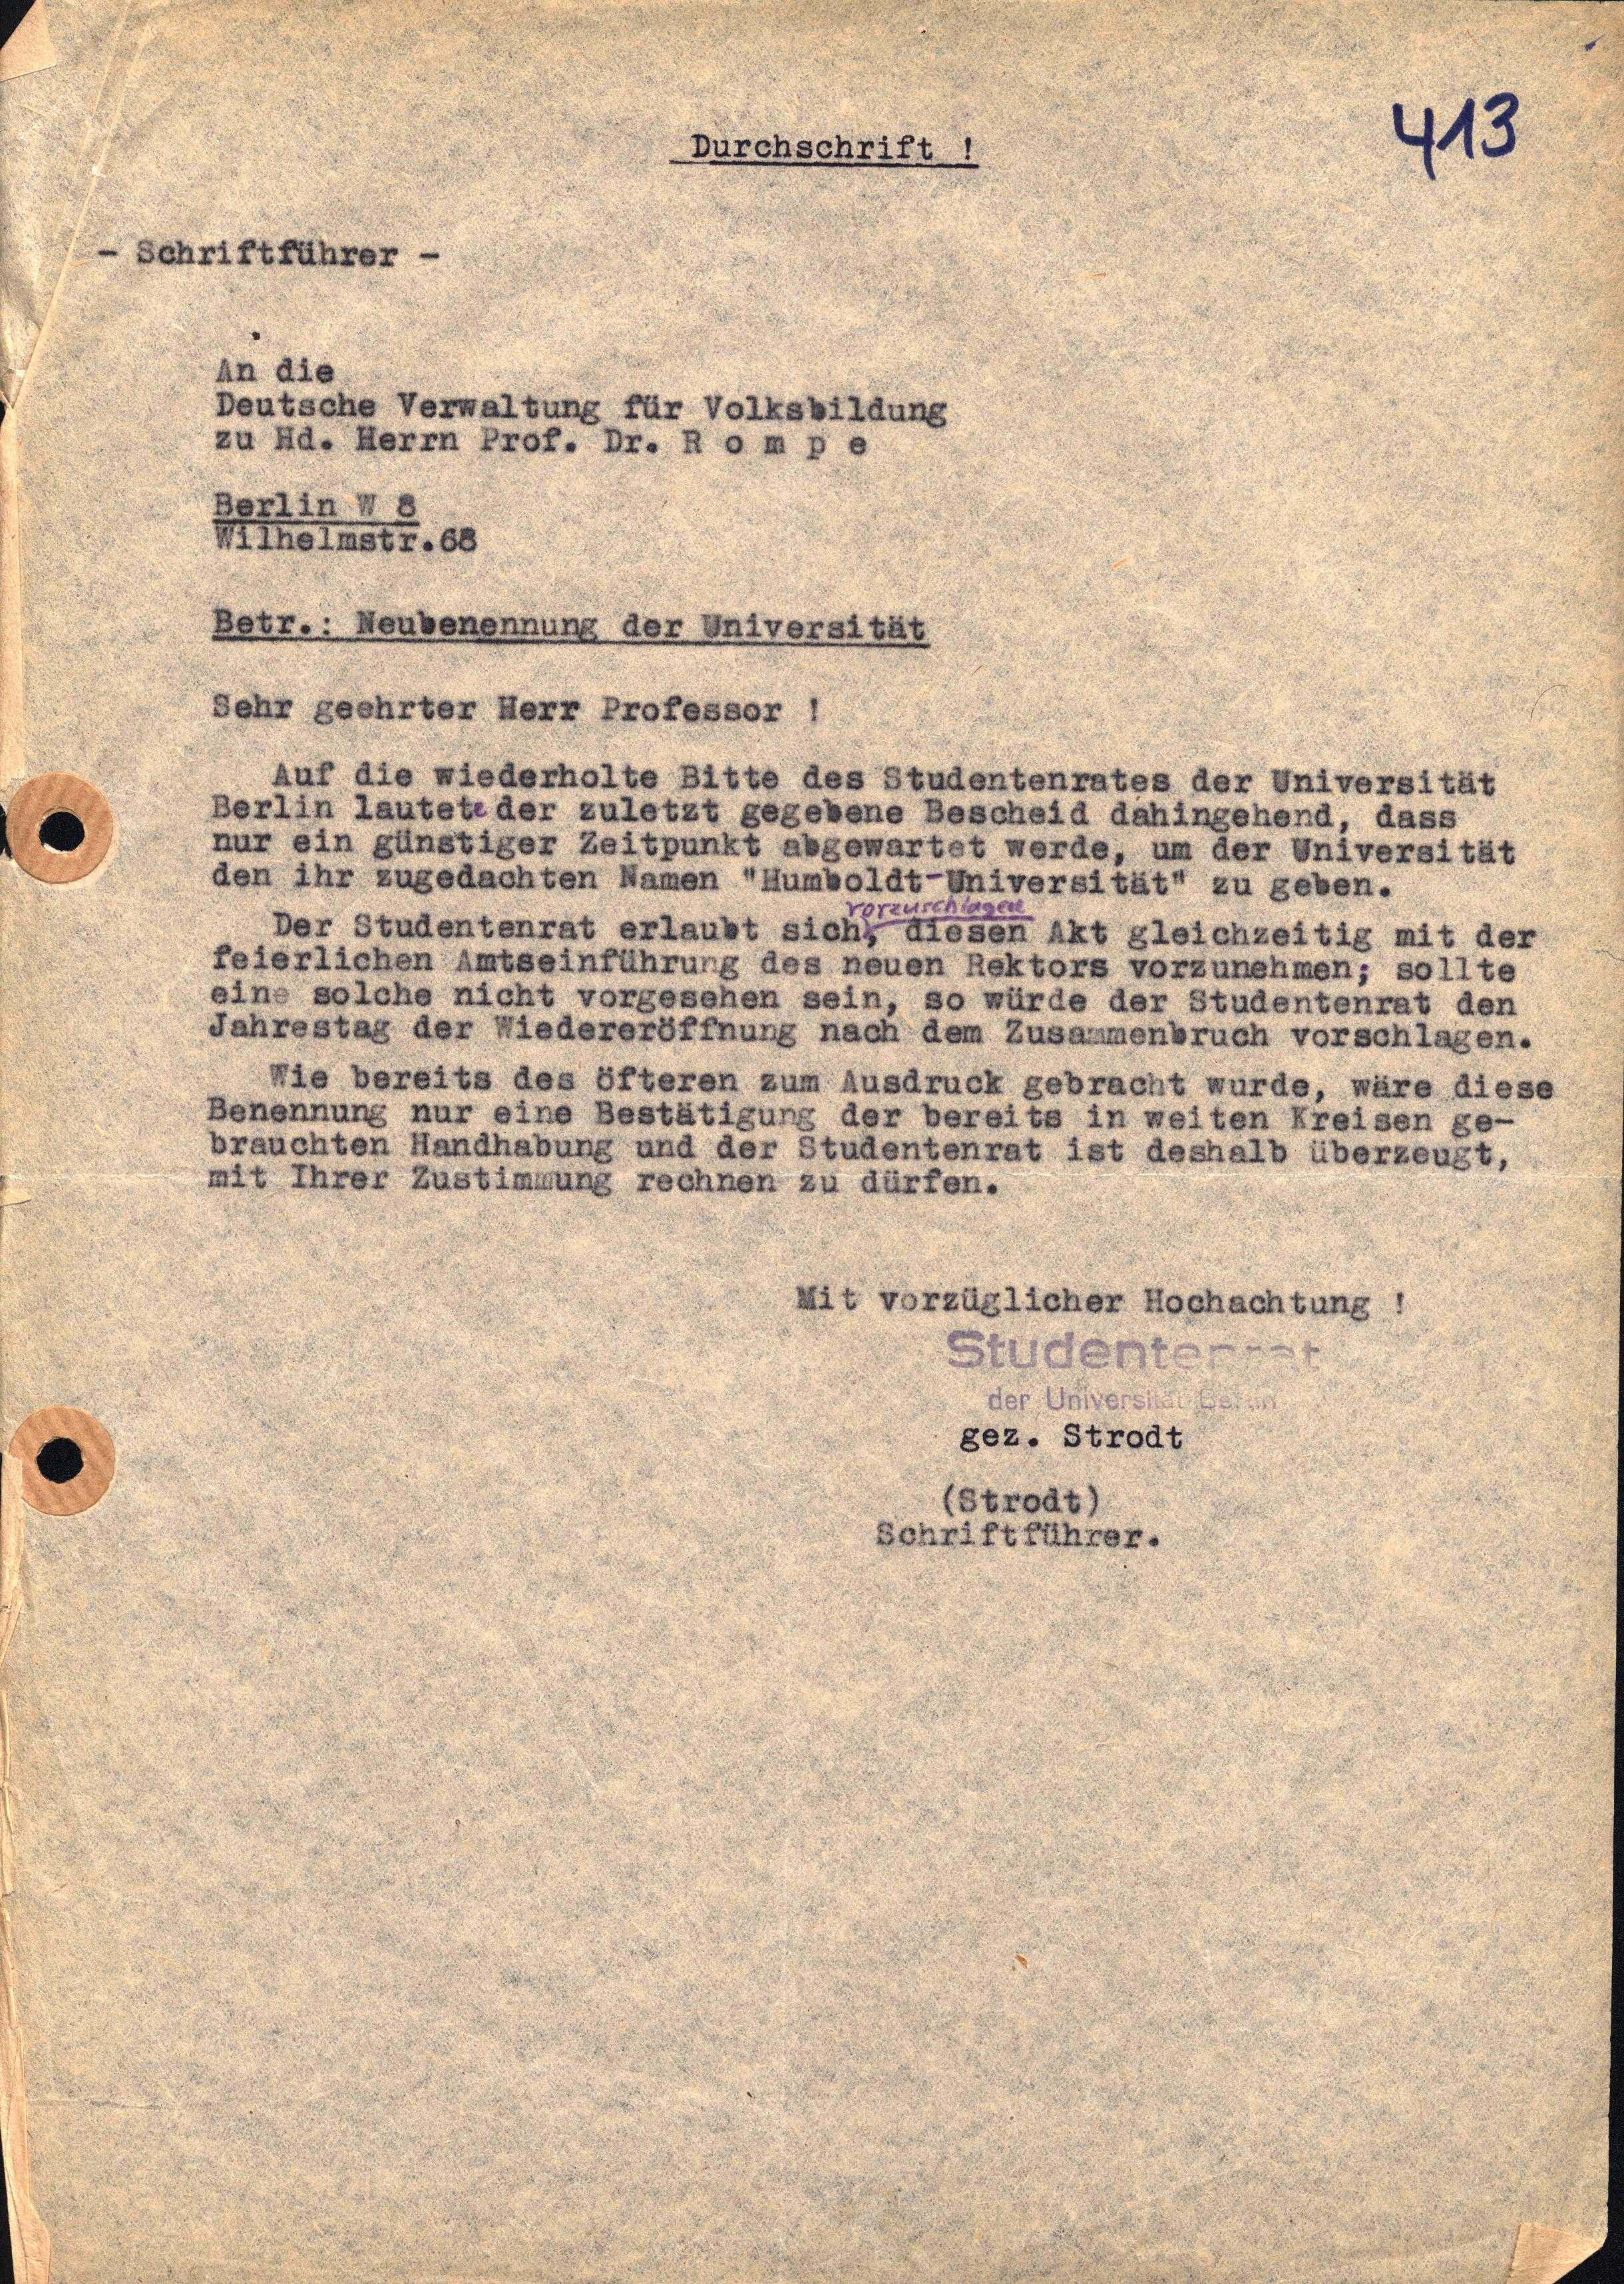 413
Durchschrift !
- Schriftführer -
An die
Deutsche Verwaltung für Volksbildung
zu Hd. Herrn Prof. Dr. R o m p e
Berlin W 8
Wilhelmstr.68
Betr.: Neubenennung der Universität
Sehr geehrter Herr Professor !
Auf die wiederholte Bitte des Studentenrates der Universität
Berlin lautete der zuletzt gegebene Bescheid dahingehend, dass
nur ein günstiger Zeitpunkt abgewartet werde, um der Universität
den ihr zugedachten Namen "Humboldt-Universität" zu geben.
vorzuschlagen
Der Studentenrat erlaubt sich, diesen Akt gleichzeitig mit der
feierlichen Amtseinführung des neuen Rektors vorzunehmen; sollte
eine solche nicht vorgesehen sein, so würde der Studentenrat den
Jahrestag der Wiedereröffnung nach dem Zusammenbruch vorschlagen.
Wie bereits des öfteren zum Ausdruck gebracht wurde, wäre diese
Benennung nur eine Bestätigung der bereits in weiten Kreisen ge-
brauchten Handhabung und der Studentenrat ist deshalb überzeugt,
mit Ihrer Zustimmung rechnen zu dürfen.
Mit vorzüglicher Hochachtung !
Studentenrat
der Universität Berlin
gez. Strodt
(Strodt)
Schriftführer.